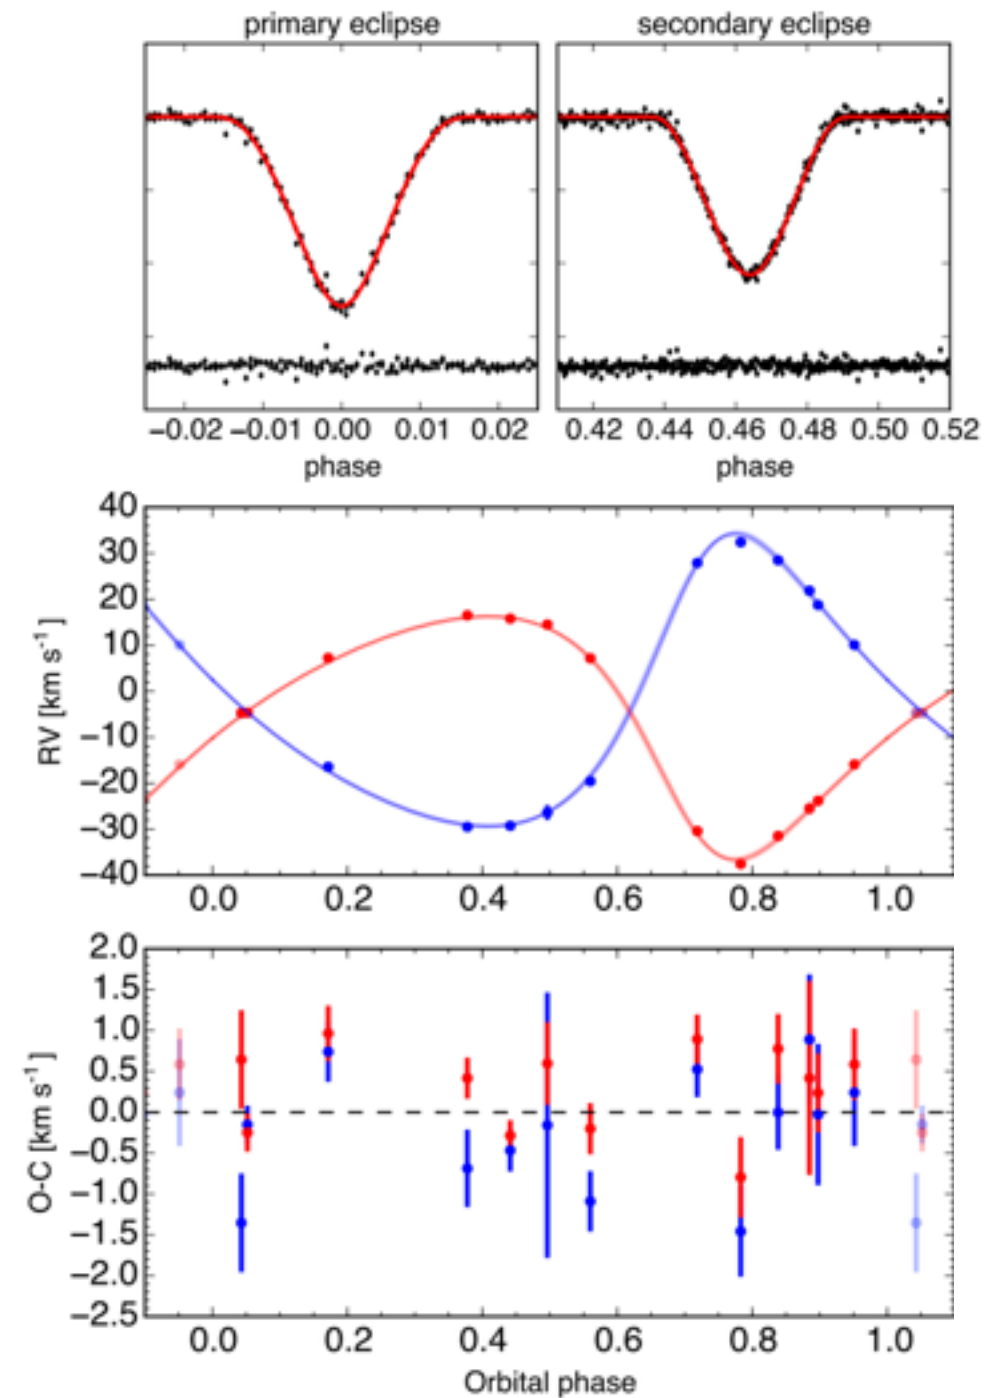 primary eclipse secondary eclipse
−0.02 −0.01 0.00 0.01 0.02 0.42 0.44 0.46 0.48 0.50 0.52
phase phase
40
30
20
10
0
−10
−20
−30
−40
RV [km s⁻¹]
0.0 0.2 0.4 0.6 0.8 1.0
2.0
1.5
1.0
0.5
0.0
−0.5
−1.0
−1.5
−2.0
−2.5
O-C [km s⁻¹]
0.0 0.2 0.4 0.6 0.8 1.0
Orbital phase